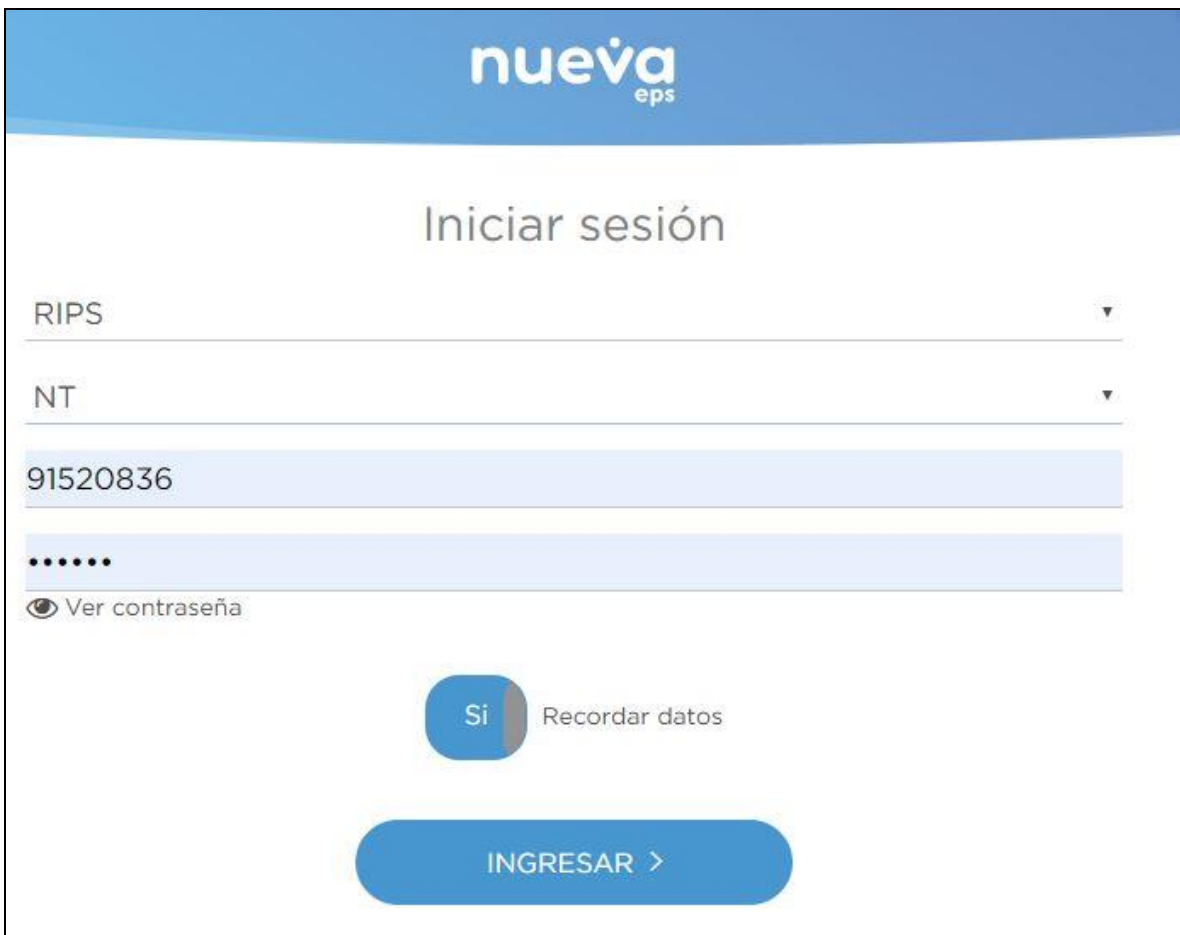 nueva
eps
Iniciar sesión
RIPS
NT
91520836
••••••
Ver contraseña
Si Recordar datos
INGRESAR >